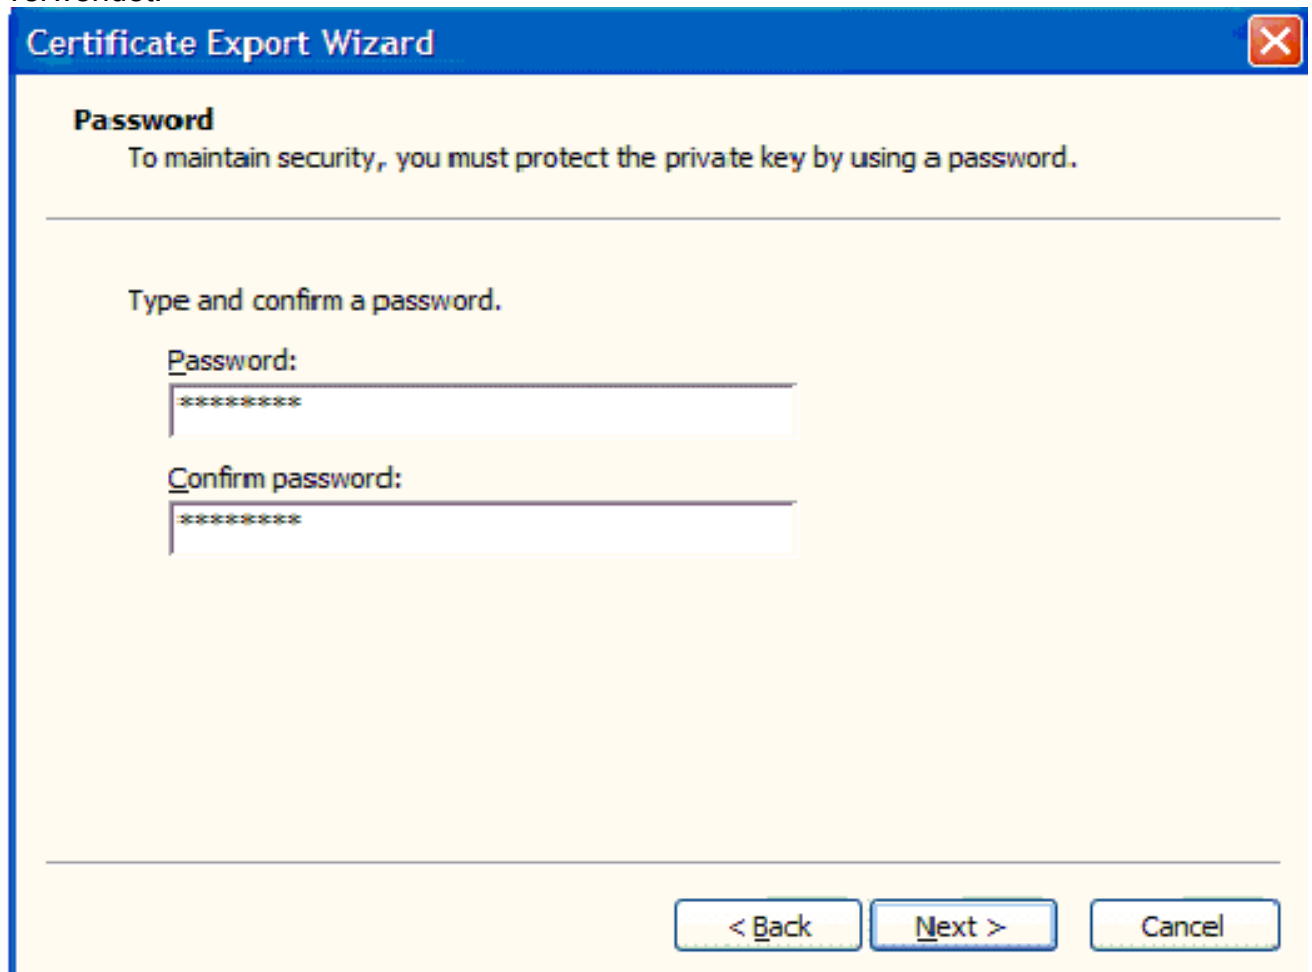 verwendet.
Certificate Export Wizard
Password
To maintain security, you must protect the private key by using a password.
Type and confirm a password.
Password:
********
Confirm password:
********
< Back Next > Cancel